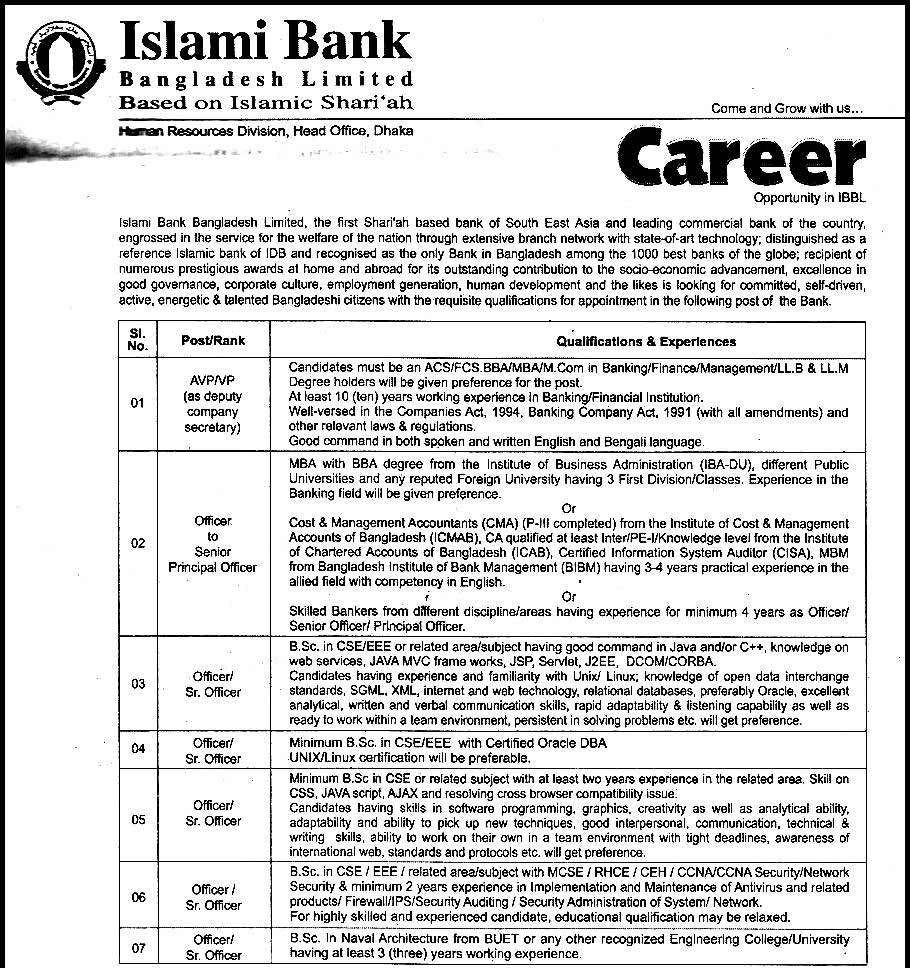 Islami Bank
Bangladesh Limited
Based on Islamic Shari'ah
Come and Grow with us...
Human Resources Division, Head Office, Dhaka
Career
Opportunity in IBBL
Islami Bank Bangladesh Limited, the first Shari'ah based bank of South East Asia and leading commercial bank of the country,
engrossed in the service for the welfare of the nation through extensive branch network with state-of-art technology; distinguished as a
reference Islamic bank of IDB and recognised as the only Bank in Bangladesh among the 1000 best banks of the globe; recipient of
numerous prestigious awards at home and abroad for its outstanding contribution to the socio-economic advancement, excellence in
good governance, corporate culture, employment generation, human development and the likes is looking for committed, self-driven,
active, energetic & talented Bangladeshi citizens with the requisite qualifications for appointment in the following post of the Bank.
Sl. No.
Post/Rank
Qualifications & Experiences
01
AVP/VP
(as deputy
company
secretary)
Candidates must be an ACS/FCS.BBA/MBA/M.Com in Banking/Finance/Management/LL.B & LL.M
Degree holders will be given preference for the post.
At least 10 (ten) years working experience in Banking/Financial Institution.
Well-versed in the Companies Act, 1994, Banking Company Act, 1991 (with all amendments) and
other relevant laws & regulations.
Good command in both spoken and written English and Bengali language.
02
Officer
to
Senior
Principal Officer
MBA with BBA degree from the Institute of Business Administration (IBA-DU), different Public
Universities and any reputed Foreign University having 3 First Division/Classes. Experience in the
Banking field will be given preference.
Or
Cost & Management Accountants (CMA) (P-III completed) from the Institute of Cost & Management
Accounts of Bangladesh (ICMAB), CA qualified at least Inter/PE-I/Knowledge level from the Institute
of Chartered Accounts of Bangladesh (ICAB), Certified Information System Auditor (CISA), MBM
from Bangladesh Institute of Bank Management (BIBM) having 3-4 years practical experience in the
allied field with competency in English.
Or
Skilled Bankers from different discipline/areas having experience for minimum 4 years as Officer/
Senior Officer/ Principal Officer.
03
Officer/
Sr. Officer
B.Sc. in CSE/EEE or related area/subject having good command in Java and/or C++, knowledge on
web services, JAVA MVC frame works, JSP, Servlet, J2EE, DCOM/CORBA.
Candidates having experience and familiarity with Unix/ Linux; knowledge of open data interchange
standards, SGML, XML, internet and web technology, relational databases, preferably Oracle, excellent
analytical, written and verbal communication skills, rapid adaptability & listening capability as well as
ready to work within a team environment, persistent in solving problems etc. will get preference.
04
Officer/
Sr. Officer
Minimum B.Sc. in CSE/EEE with Certified Oracle DBA
UNIX/Linux certification will be preferable.
05
Officer/
Sr. Officer
Minimum B.Sc in CSE or related subject with at least two years experience in the related area. Skill on
CSS, JAVA script, AJAX and resolving cross browser compatibility issue.
Candidates having skills in software programming, graphics, creativity as well as analytical ability,
adaptability and ability to pick up new techniques, good interpersonal, communication, technical &
writing skills, ability to work on their own in a team environment with tight deadlines, awareness of
international web, standards and protocols etc. will get preference.
06
Officer /
Sr. Officer
B.Sc. in CSE / EEE / related area/subject with MCSE / RHCE / CEH / CCNA/CCNA Security/Network
Security & minimum 2 years experience in Implementation and Maintenance of Antivirus and related
products/ Firewall/IPS/Security Auditing / Security Administration of System/ Network.
For highly skilled and experienced candidate, educational qualification may be relaxed.
07
Officer/
Sr. Officer
B.Sc. In Naval Architecture from BUET or any other recognized Engineering College/University
having at least 3 (three) years working experience.